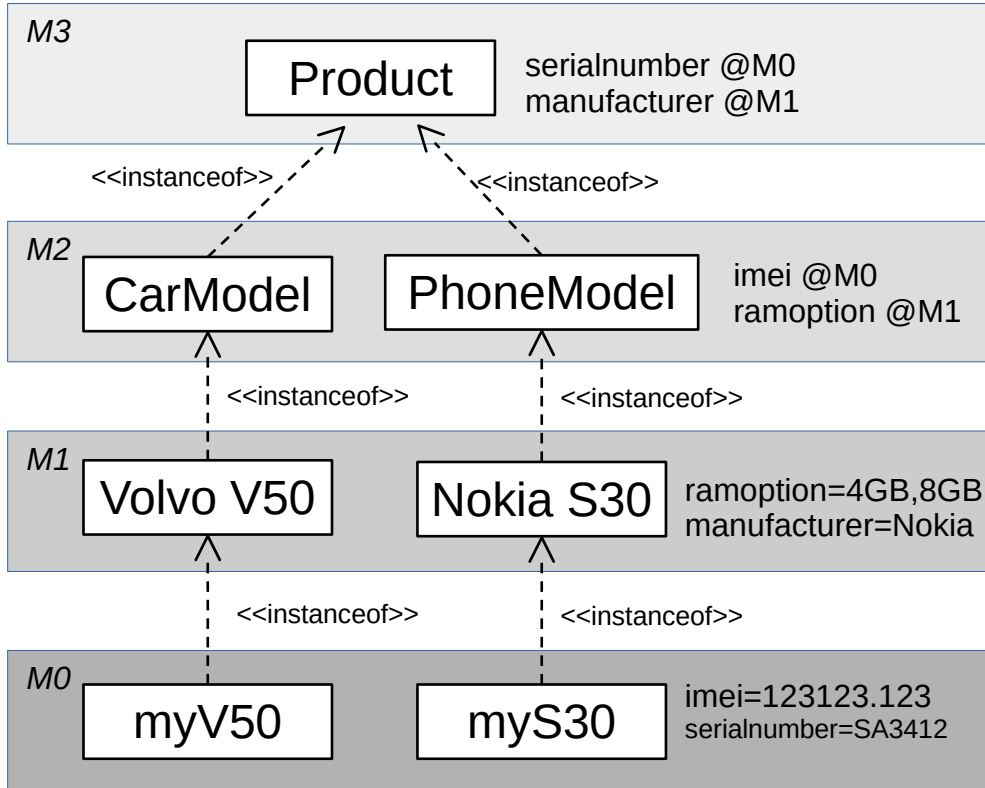 M3
Product
serialnumber @M0
manufacturer @M1
<<instanceof>>
<<instanceof>>
M2
CarModel
PhoneModel
imei @M0
ramoption @M1
<<instanceof>>
<<instanceof>>
M1
Volvo V50
Nokia S30
ramoption=4GB,8GB
manufacturer=Nokia
<<instanceof>>
<<instanceof>>
M0
myV50
myS30
imei=123123.123
serialnumber=SA3412